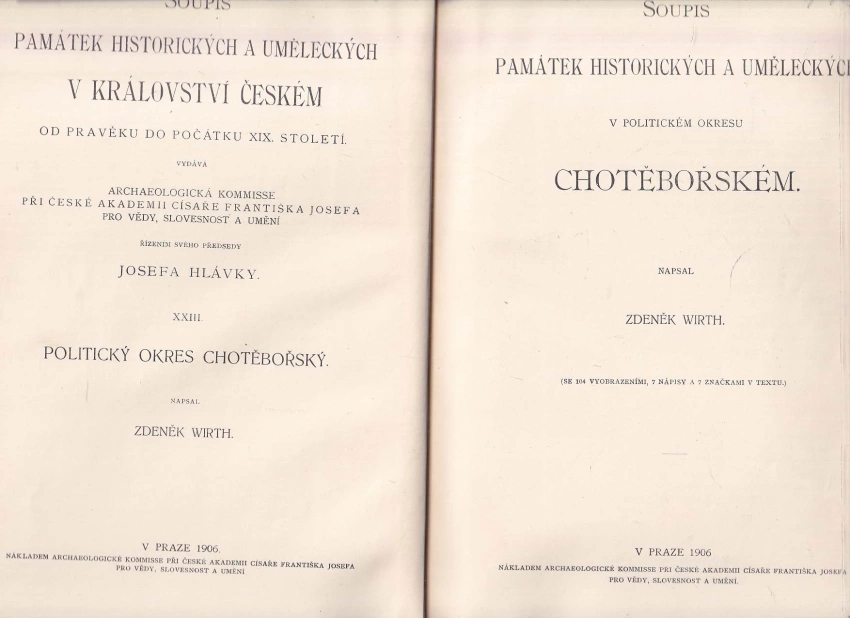 SOUPIS
PAMÁTEK HISTORICKÝCH A UMĚLECKÝCH
V KRÁLOVSTVÍ ČESKÉM
OD PRAVĚKU DO POČÁTKU XIX. STOLETÍ.
VYDÁVÁ
ARCHAEOLOGICKÁ KOMMISSE
PŘI ČESKÉ AKADEMII CÍSAŘE FRANTIŠKA JOSEFA
PRO VĚDY, SLOVESNOST A UMĚNÍ
ŘÍZENÍM SVÉHO PŘEDSEDY
JOSEFA HLÁVKY.
XXIII.
POLITICKÝ OKRES CHOTĚBOŘSKÝ.
NAPSAL
ZDENĚK WIRTH.
V PRAZE 1906.
NÁKLADEM ARCHAEOLOGICKÉ KOMMISSE PŘI ČESKÉ AKADEMII CÍSAŘE FRANTIŠKA JOSEFA
PRO VĚDY, SLOVESNOST A UMĚNÍ
SOUPIS
PAMÁTEK HISTORICKÝCH A UMĚLECKÝCH
V POLITICKÉM OKRESU
CHOTĚBOŘSKÉM.
NAPSAL
ZDENĚK WIRTH.
(SE 104 VYOBRAZENÍMI, 7 NÁPISY A 7 ZNAČKAMI V TEXTU.)
V PRAZE 1906
NÁKLADEM ARCHAEOLOGICKÉ KOMMISSE PŘI ČESKÉ AKADEMII CÍSAŘE FRANTIŠKA JOSEFA
PRO VĚDY, SLOVESNOST A UMĚNÍ.